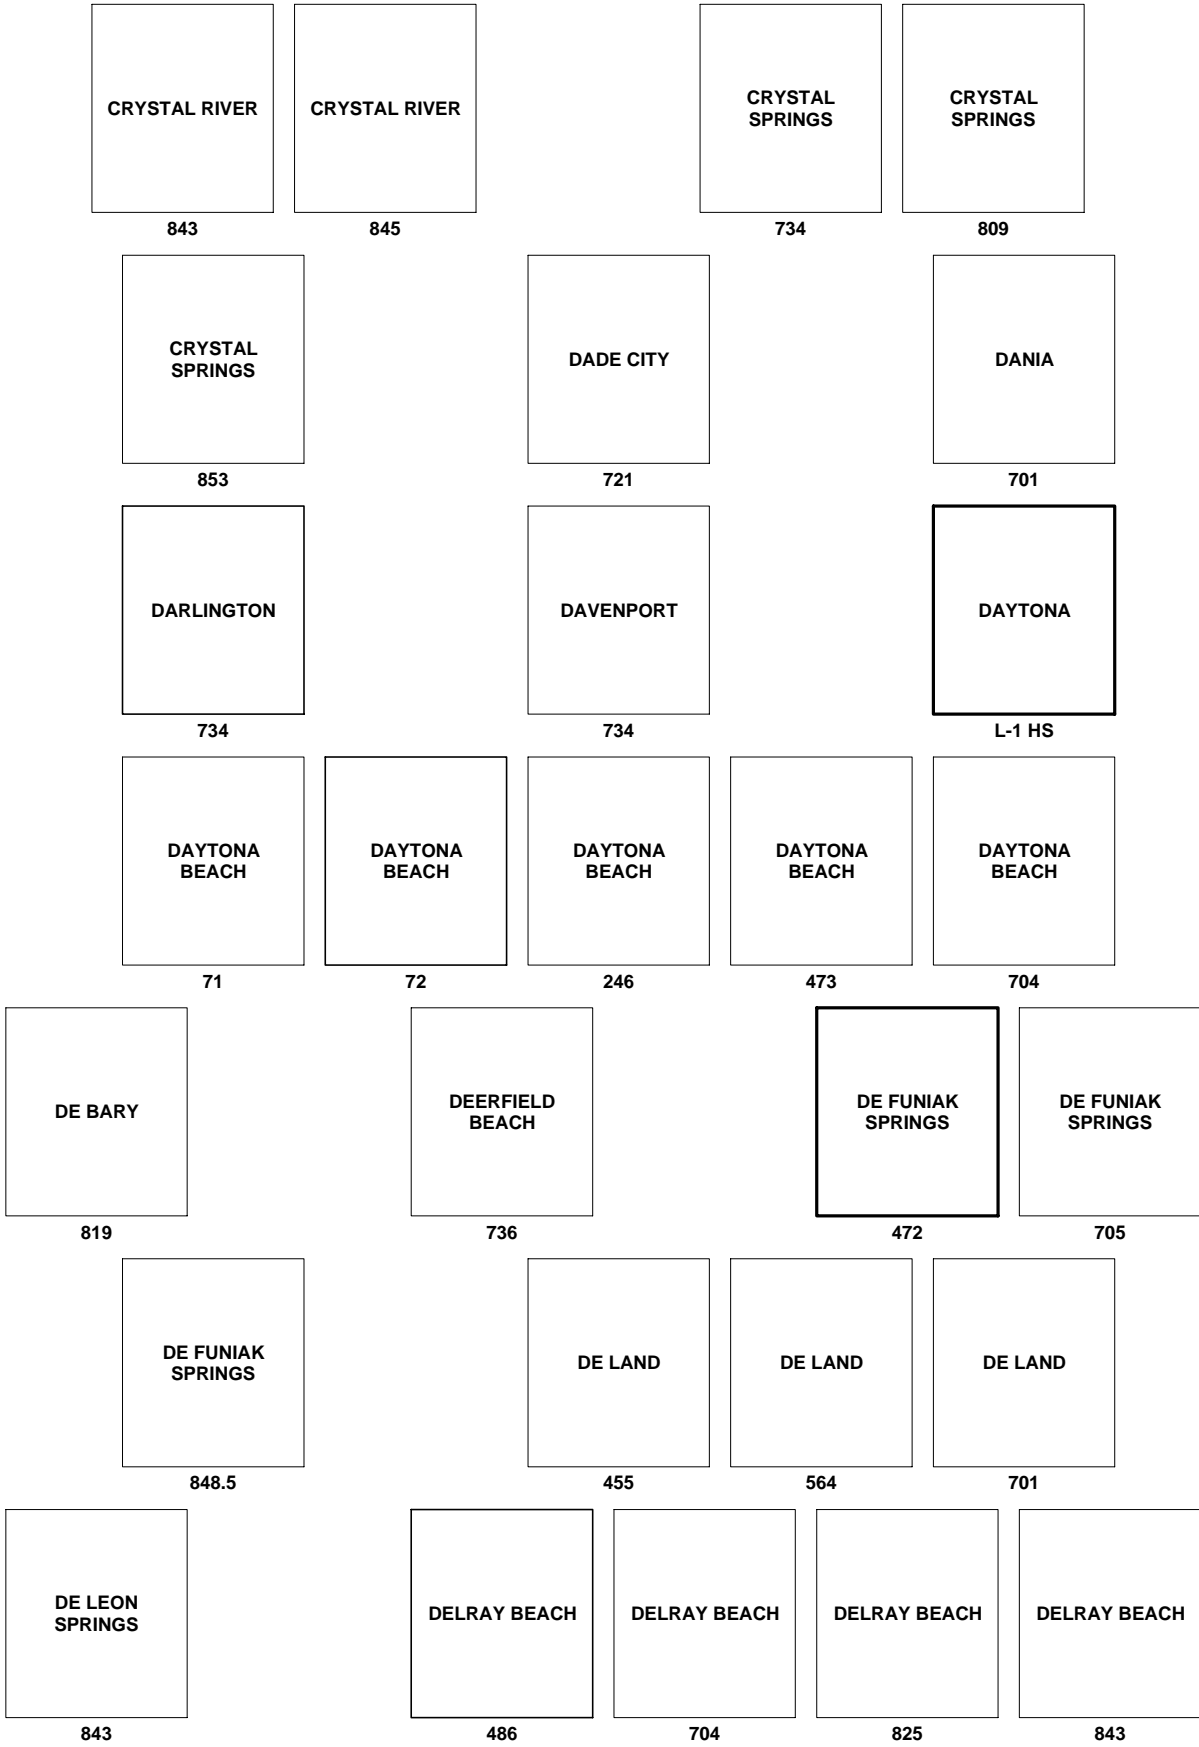 CRYSTAL RIVER
843
CRYSTAL RIVER
845
CRYSTAL
SPRINGS
734
CRYSTAL
SPRINGS
809
CRYSTAL
SPRINGS
853
DADE CITY
721
DANIA
701
DARLINGTON
734
DAVENPORT
734
DAYTONA
L-1 HS
DAYTONA
BEACH
71
DAYTONA
BEACH
72
DAYTONA
BEACH
246
DAYTONA
BEACH
473
DAYTONA
BEACH
704
DE BARY
819
DEERFIELD
BEACH
736
DE FUNIAK
SPRINGS
472
DE FUNIAK
SPRINGS
705
DE FUNIAK
SPRINGS
848.5
DE LAND
455
DE LAND
564
DE LAND
701
DE LEON
SPRINGS
843
DELRAY BEACH
486
DELRAY BEACH
704
DELRAY BEACH
825
DELRAY BEACH
843